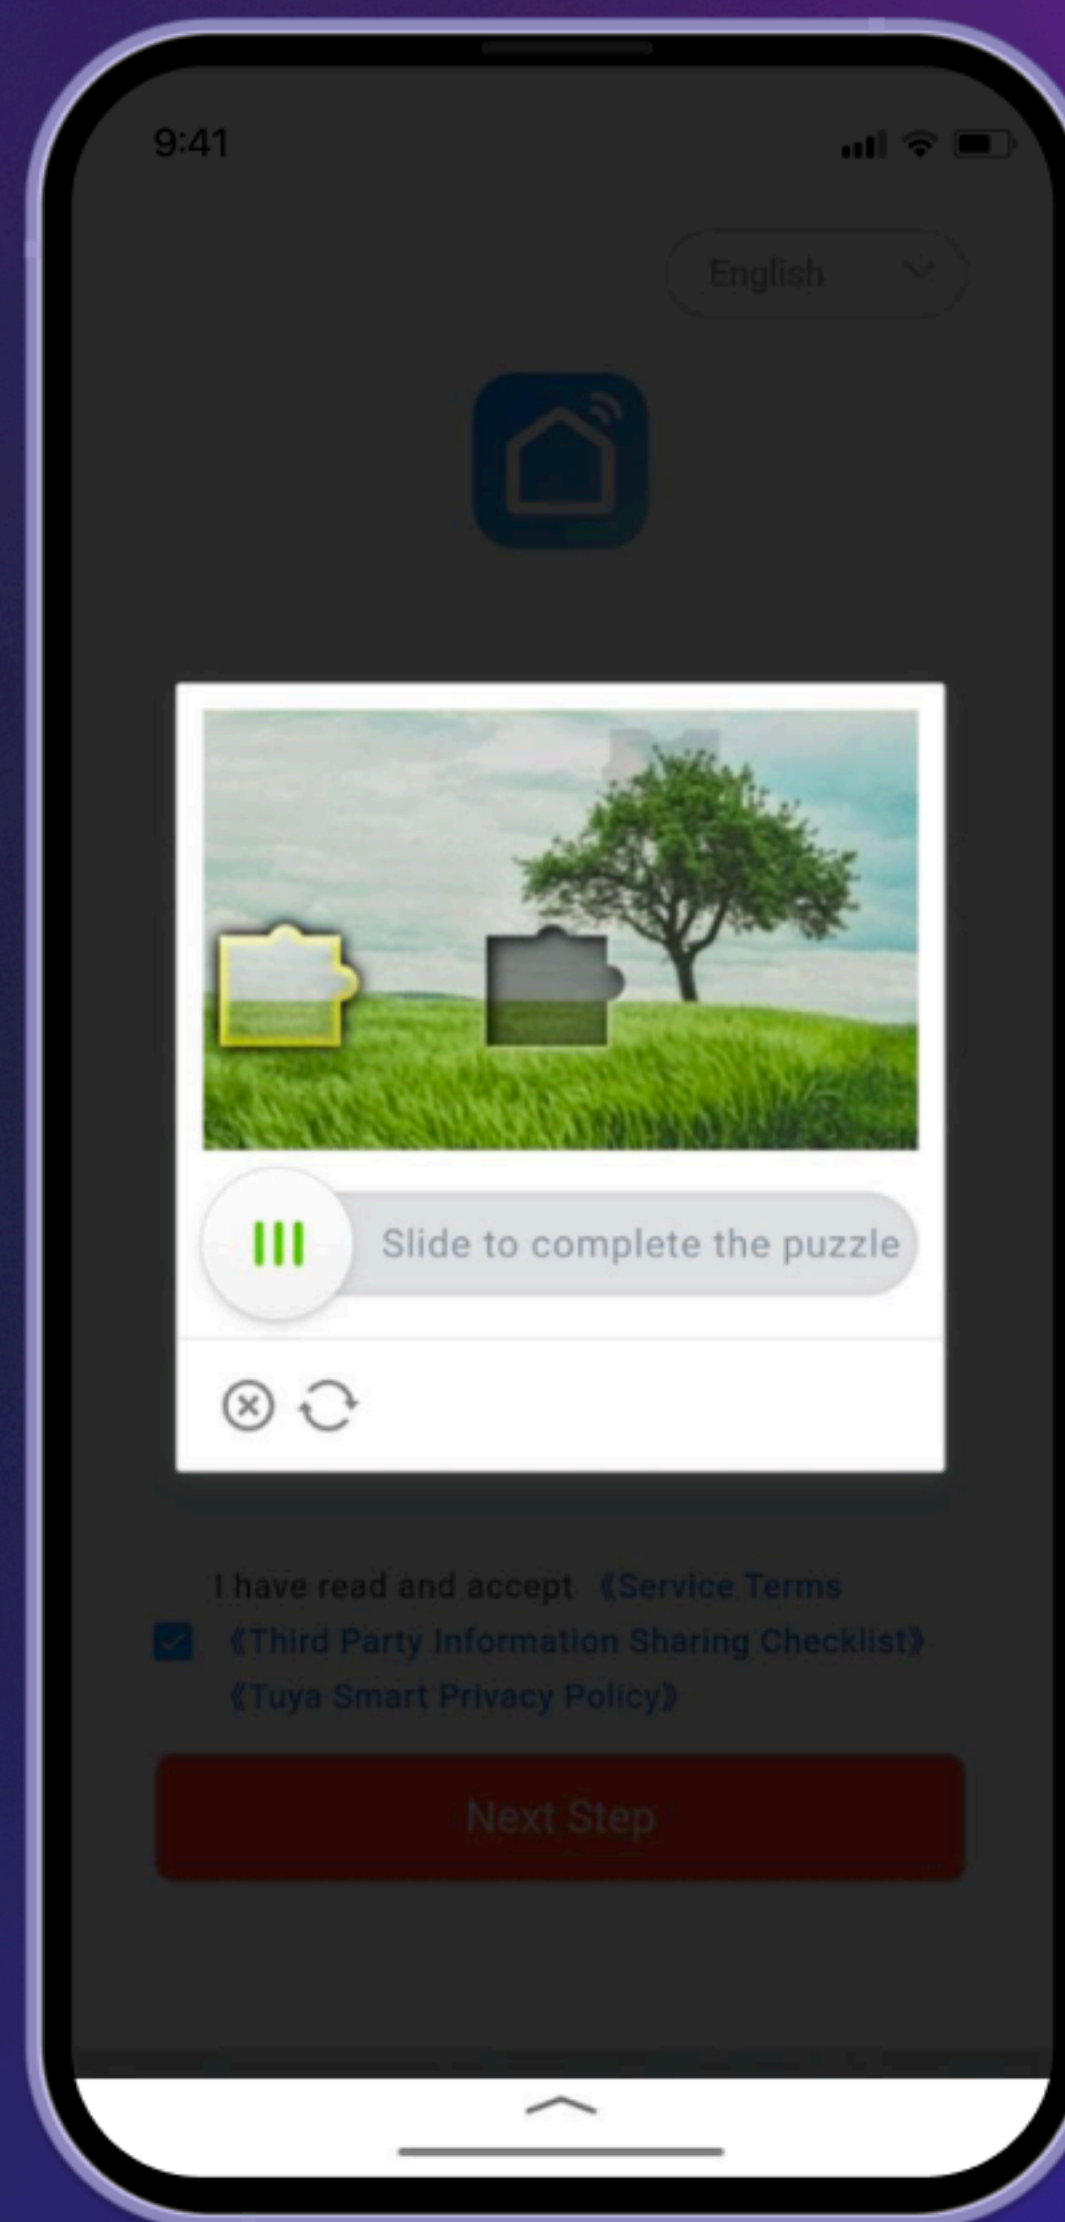 9:41
English
Slide to complete the puzzle
I have read and accept 《Service Terms
《Third Party Information Sharing Checklist》
《Tuya Smart Privacy Policy》
Next Step